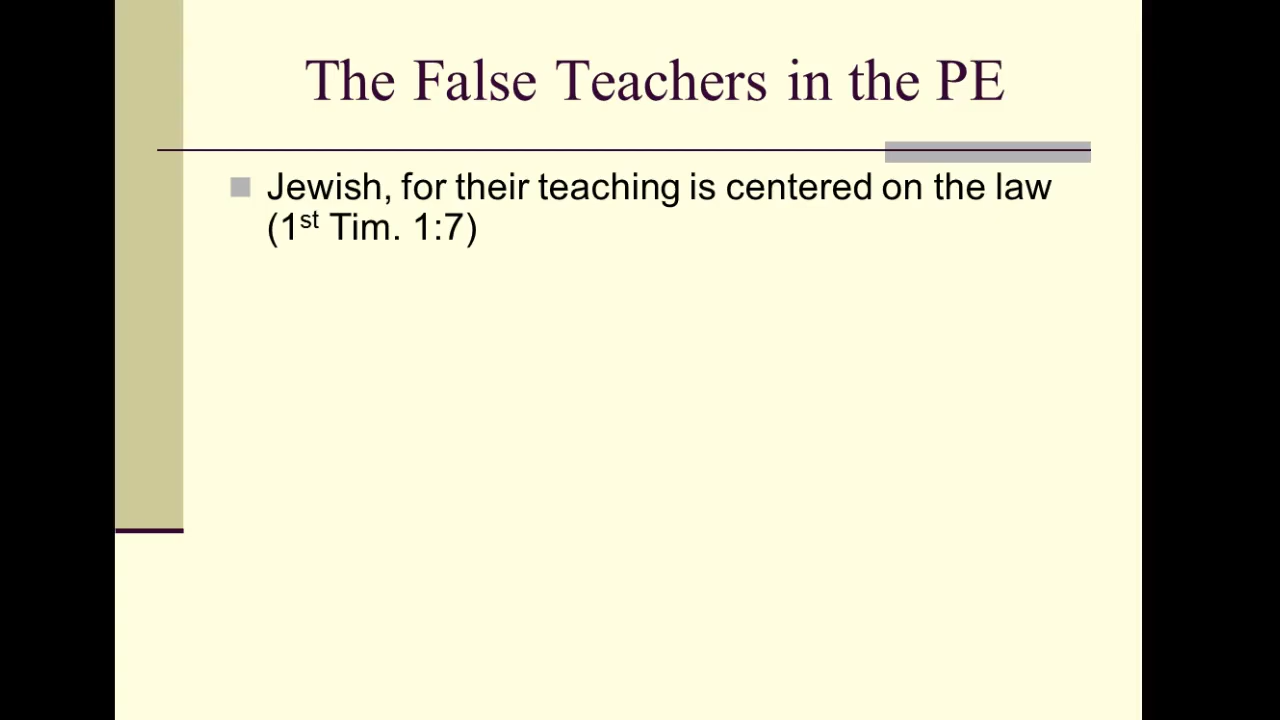 The False Teachers in the PE
Jewish, for their teaching is centered on the law
(1st Tim. 1:7)